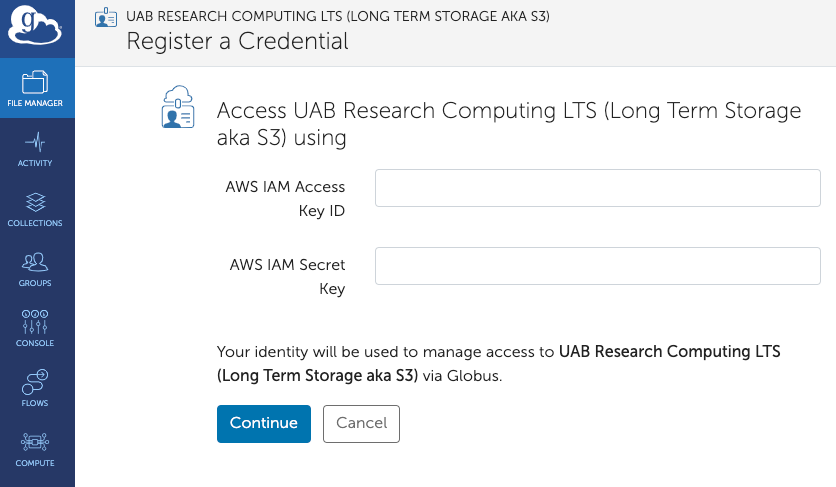 g
UAB RESEARCH COMPUTING LTS (LONG TERM STORAGE AKA S3)
Register a Credential
FILE MANAGER
ACTIVITY
COLLECTIONS
GROUPS
CONSOLE
FLOWS
COMPUTE
Access UAB Research Computing LTS (Long Term Storage
aka S3) using
AWS IAM Access
Key ID
AWS IAM Secret
Key
Your identity will be used to manage access to UAB Research Computing LTS
(Long Term Storage aka S3) via Globus.
Continue
Cancel